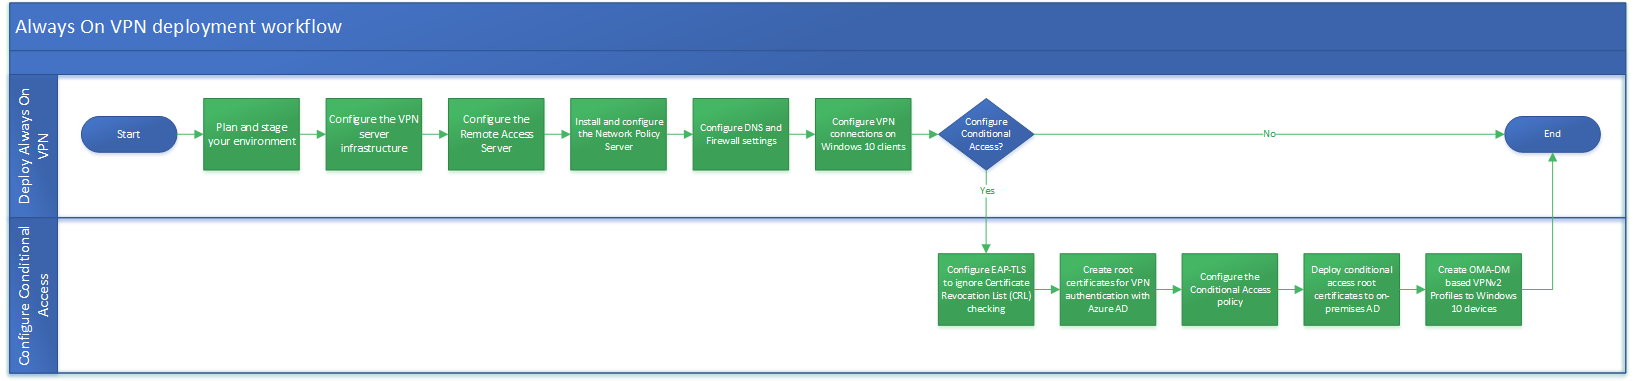 Always On VPN deployment workflow
Deploy Always On
VPN
Start
Plan and stage
your environment
Configure the VPN
server
infrastructure
Configure the
Remote Access
Server
Install and configure
the Network Policy
Server
Configure DNS and
Firewall settings
Configure VPN
connections on
Windows 10 clients
Configure
Conditional
Access?
No
End
Yes
Configure Conditional
Access
Configure EAP-TLS
to ignore Certificate
Revocation List (CRL)
checking
Create root
certificates for VPN
authentication with
Azure AD
Configure the
Conditional Access
policy
Deploy conditional
access root
certificates to on-
premises AD
Create OMA-DM
based VPNv2
Profiles to Windows
10 devices